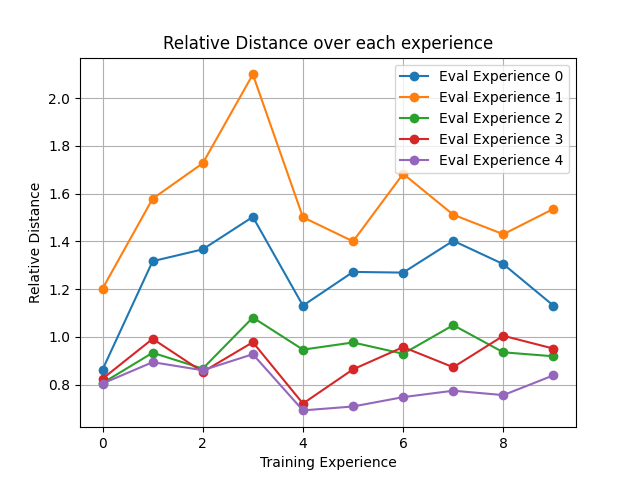 Relative Distance over each experience
Eval Experience 0
Eval Experience 1
Eval Experience 2
Eval Experience 3
Eval Experience 4
Relative Distance
2.0
1.8
1.6
1.4
1.2
1.0
0.8
0 2 4 6 8
Training Experience